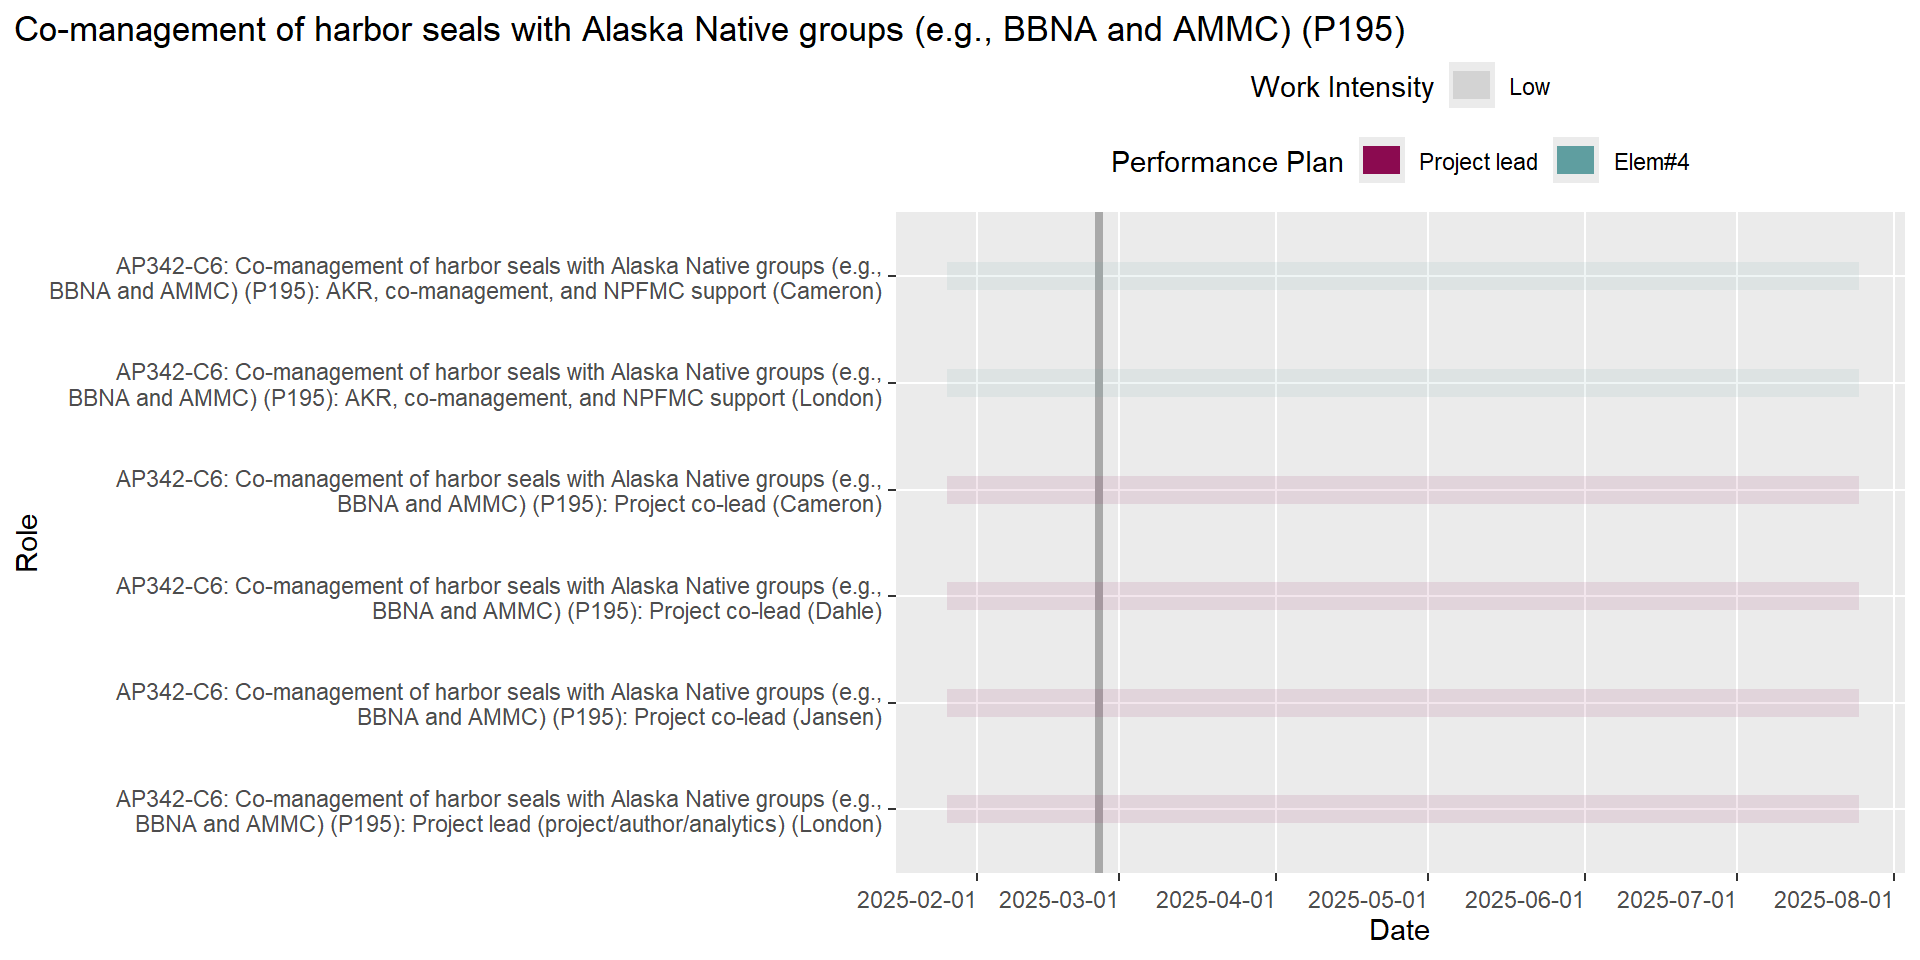 Co-management of harbor seals with Alaska Native groups (e.g., BBNA and AMMC) (P195)
Work Intensity Low
Performance Plan Project lead Elem#4
AP342-C6: Co-management of harbor seals with Alaska Native groups (e.g.,
BBNA and AMMC) (P195): AKR, co-management, and NPFMC support (Cameron)
AP342-C6: Co-management of harbor seals with Alaska Native groups (e.g.,
BBNA and AMMC) (P195): AKR, co-management, and NPFMC support (London)
AP342-C6: Co-management of harbor seals with Alaska Native groups (e.g.,
BBNA and AMMC) (P195): Project co-lead (Cameron)
AP342-C6: Co-management of harbor seals with Alaska Native groups (e.g.,
BBNA and AMMC) (P195): Project co-lead (Dahle)
AP342-C6: Co-management of harbor seals with Alaska Native groups (e.g.,
BBNA and AMMC) (P195): Project co-lead (Jansen)
AP342-C6: Co-management of harbor seals with Alaska Native groups (e.g.,
BBNA and AMMC) (P195): Project lead (project/author/analytics) (London)
Role
2025-02-01 2025-03-01 2025-04-01 2025-05-01 2025-06-01 2025-07-01 2025-08-01
Date